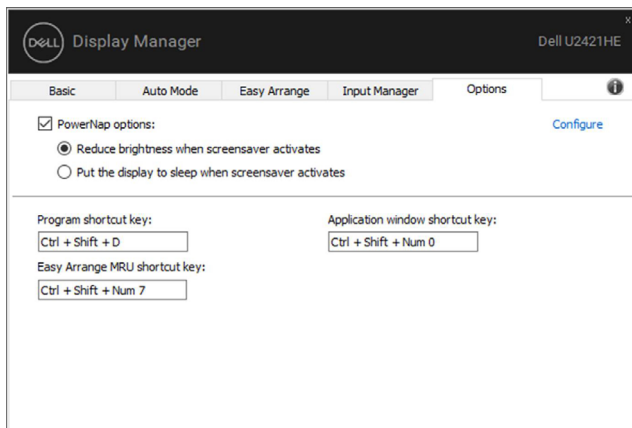 x
DELL Display Manager Dell U2421HE
Basic Auto Mode Easy Arrange Input Manager Options i
PowerNap options: Configure
Reduce brightness when screensaver activates
Put the display to sleep when screensaver activates
Program shortcut key: Application window shortcut key:
Ctrl + Shift + D Ctrl + Shift + Num 0
Easy Arrange MRU shortcut key:
Ctrl + Shift + Num 7